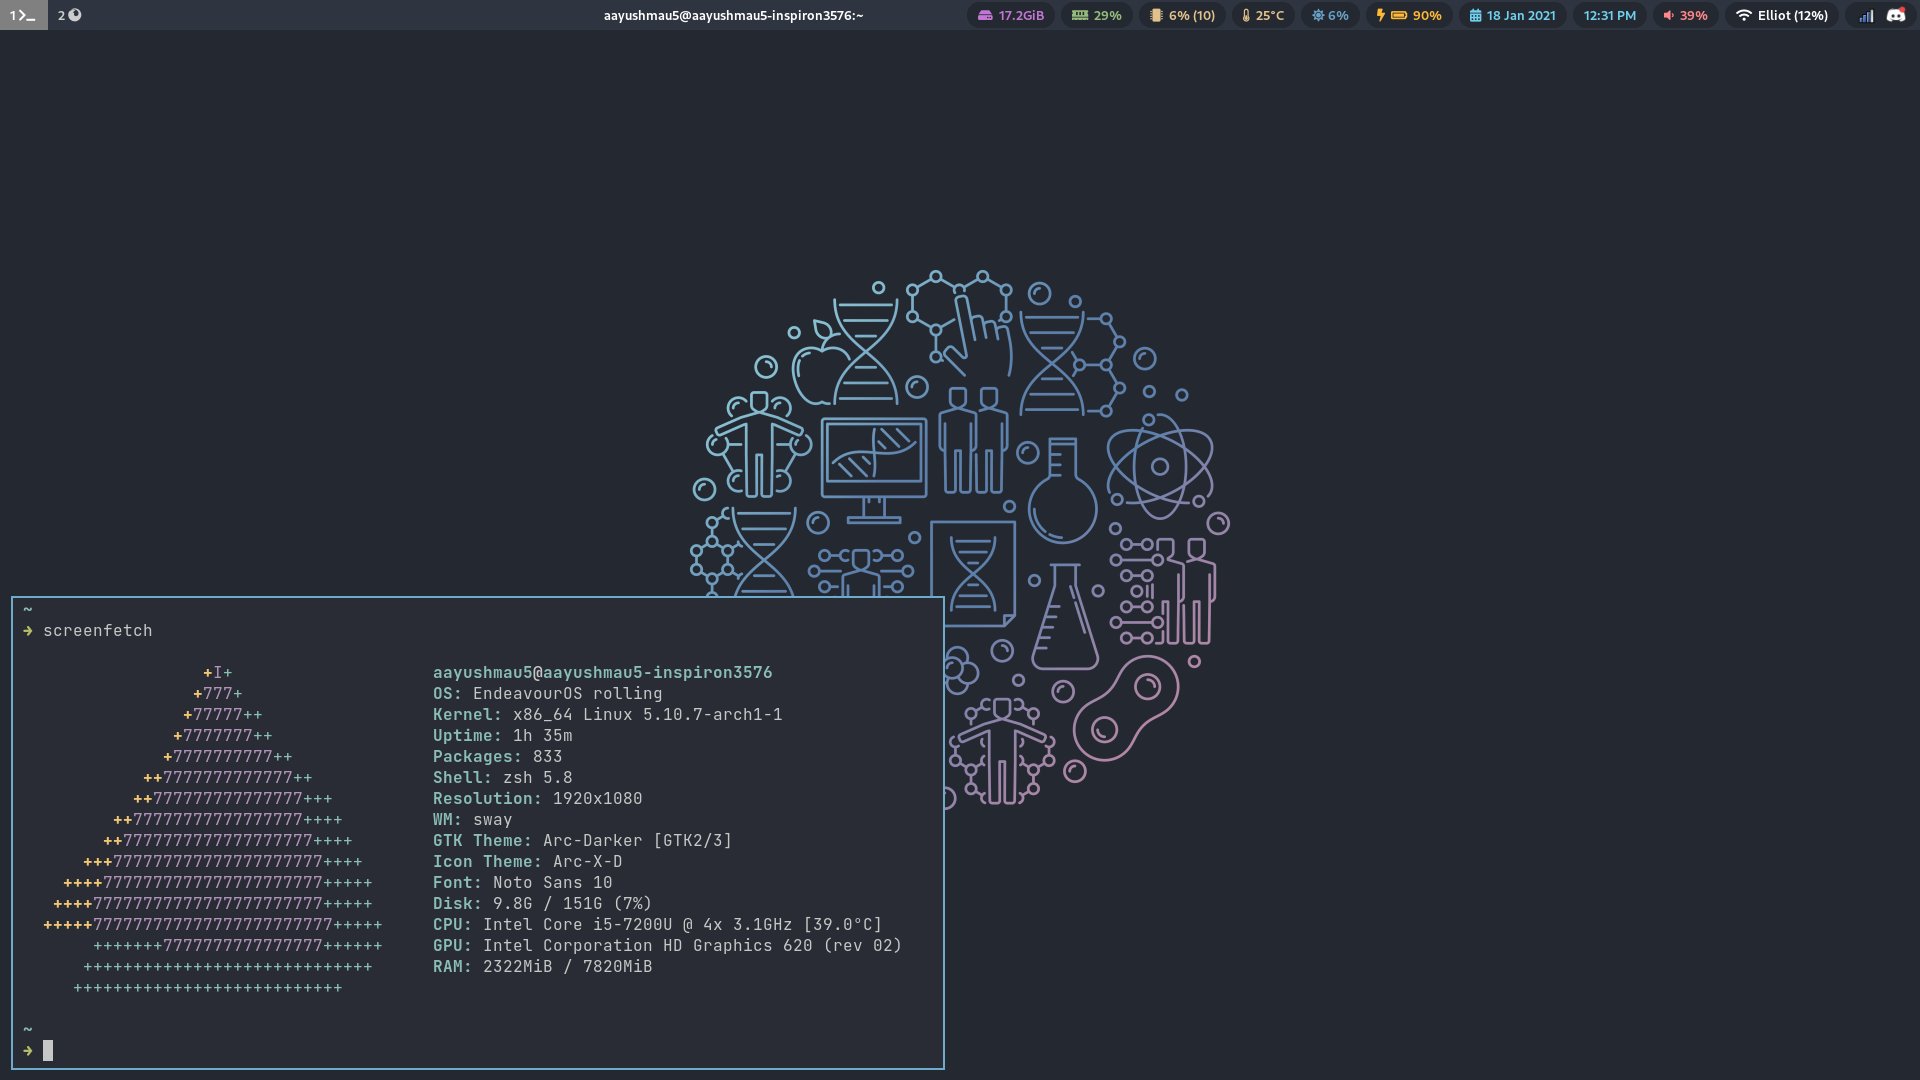 1 2 aayushmau5@aayushmau5-inspiron3576:~ 17.2GiB 29% 6% (10) 25°C 6% 90% 18 Jan 2021 12:31 PM 39% Elliot (12%)
~
➜ screenfetch
+I+ aayushmau5@aayushmau5-inspiron3576
+777+ OS: EndeavourOS rolling
+77777++ Kernel: x86_64 Linux 5.10.7-arch1-1
+7777777++ Uptime: 1h 35m
+7777777777++ Packages: 833
++7777777777777++ Shell: zsh 5.8
++777777777777777+++ Resolution: 1920x1080
++77777777777777777++++ WM: sway
++7777777777777777777++++ GTK Theme: Arc-Darker [GTK2/3]
+++777777777777777777777++++ Icon Theme: Arc-X-D
++++7777777777777777777777+++++ Font: Noto Sans 10
++++77777777777777777777777+++++ Disk: 9.8G / 151G (7%)
+++++777777777777777777777777+++++ CPU: Intel Core i5-7200U @ 4x 3.1GHz [39.0°C]
+++++++7777777777777777++++++ GPU: Intel Corporation HD Graphics 620 (rev 02)
+++++++++++++++++++++++++++++ RAM: 2322MiB / 7820MiB
+++++++++++++++++++++++++++
~
➜